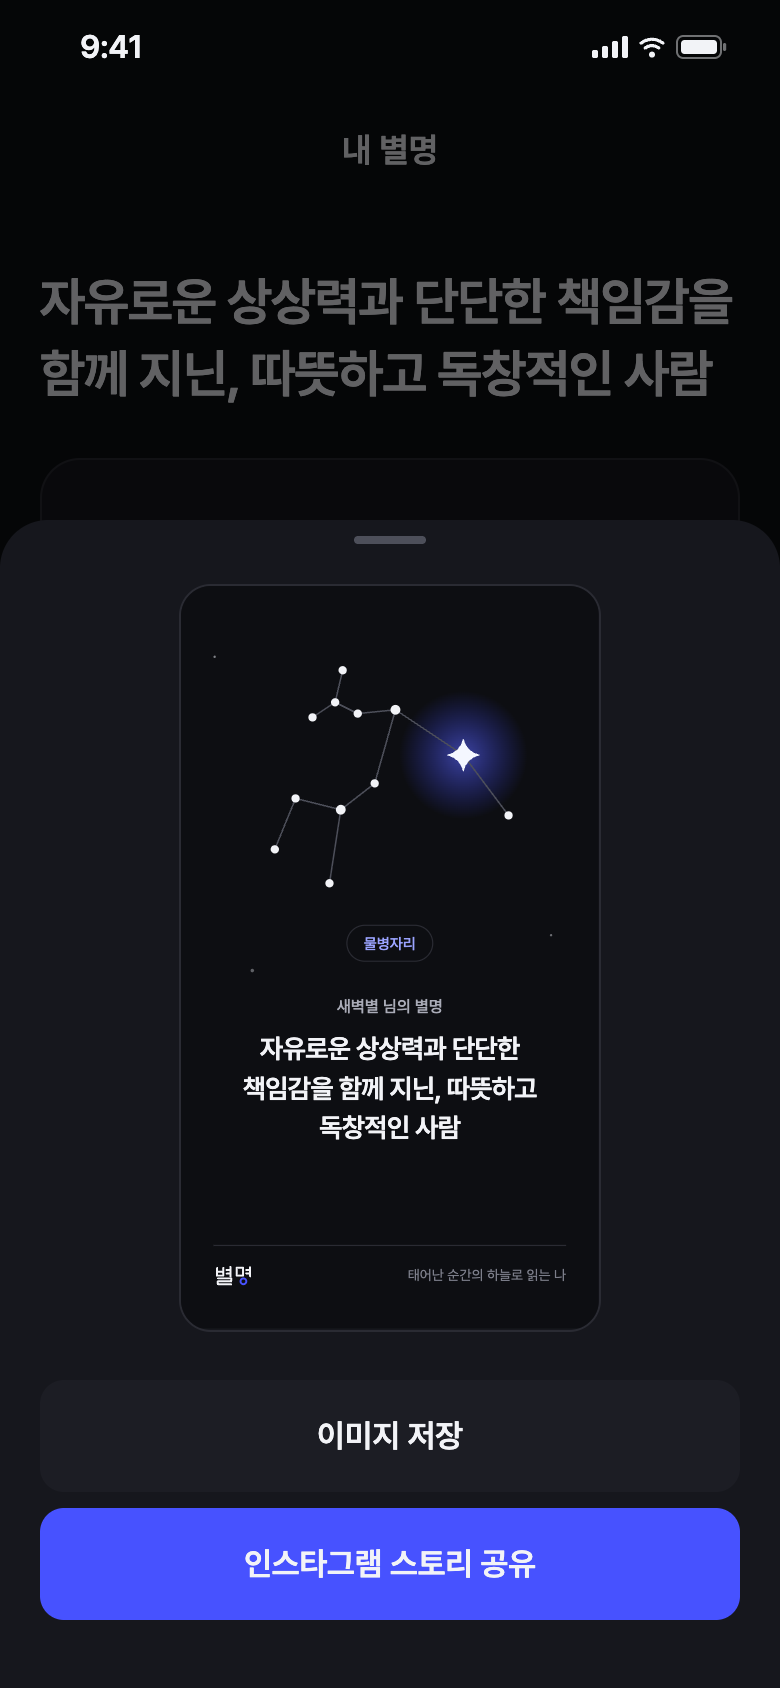 9:41
내 별명
자유로운 상상력과 단단한 책임감을
함께 지닌, 따뜻하고 독창적인 사람
물병자리
새벽별 님의 별명
자유로운 상상력과 단단한
책임감을 함께 지닌, 따뜻하고
독창적인 사람
별명
태어난 순간의 하늘로 읽는 나
이미지 저장
인스타그램 스토리 공유